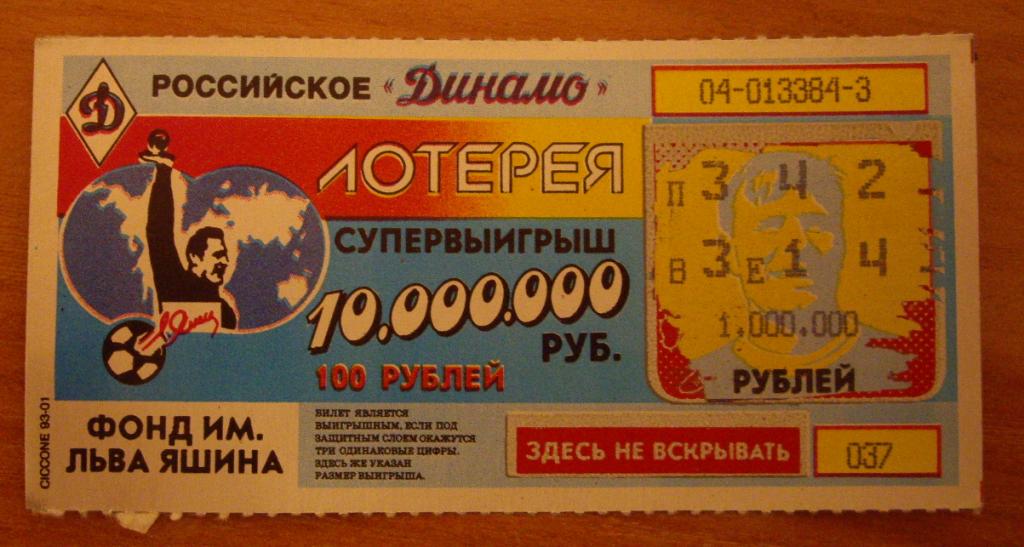 Д
РОССИЙСКОЕ «Динамо»
04-013384-3
ЛОТЕРЕЯ
СУПЕРВЫИГРЫШ
10.000.000
РУБ.
100 РУБЛЕЙ
П 3 4 2
В 3 Е 1 4
1.000.000
РУБЛЕЙ
Л.Яшин
ФОНД ИМ.
ЛЬВА ЯШИНА
БИЛЕТ ЯВЛЯЕТСЯ
ВЫИГРЫШНЫМ, ЕСЛИ ПОД
ЗАЩИТНЫМ СЛОЕМ ОКАЖУТСЯ
ТРИ ОДИНАКОВЫЕ ЦИФРЫ.
ЗДЕСЬ ЖЕ УКАЗАН
РАЗМЕР ВЫИГРЫША.
ЗДЕСЬ НЕ ВСКРЫВАТЬ
037
CICCONE 93-01